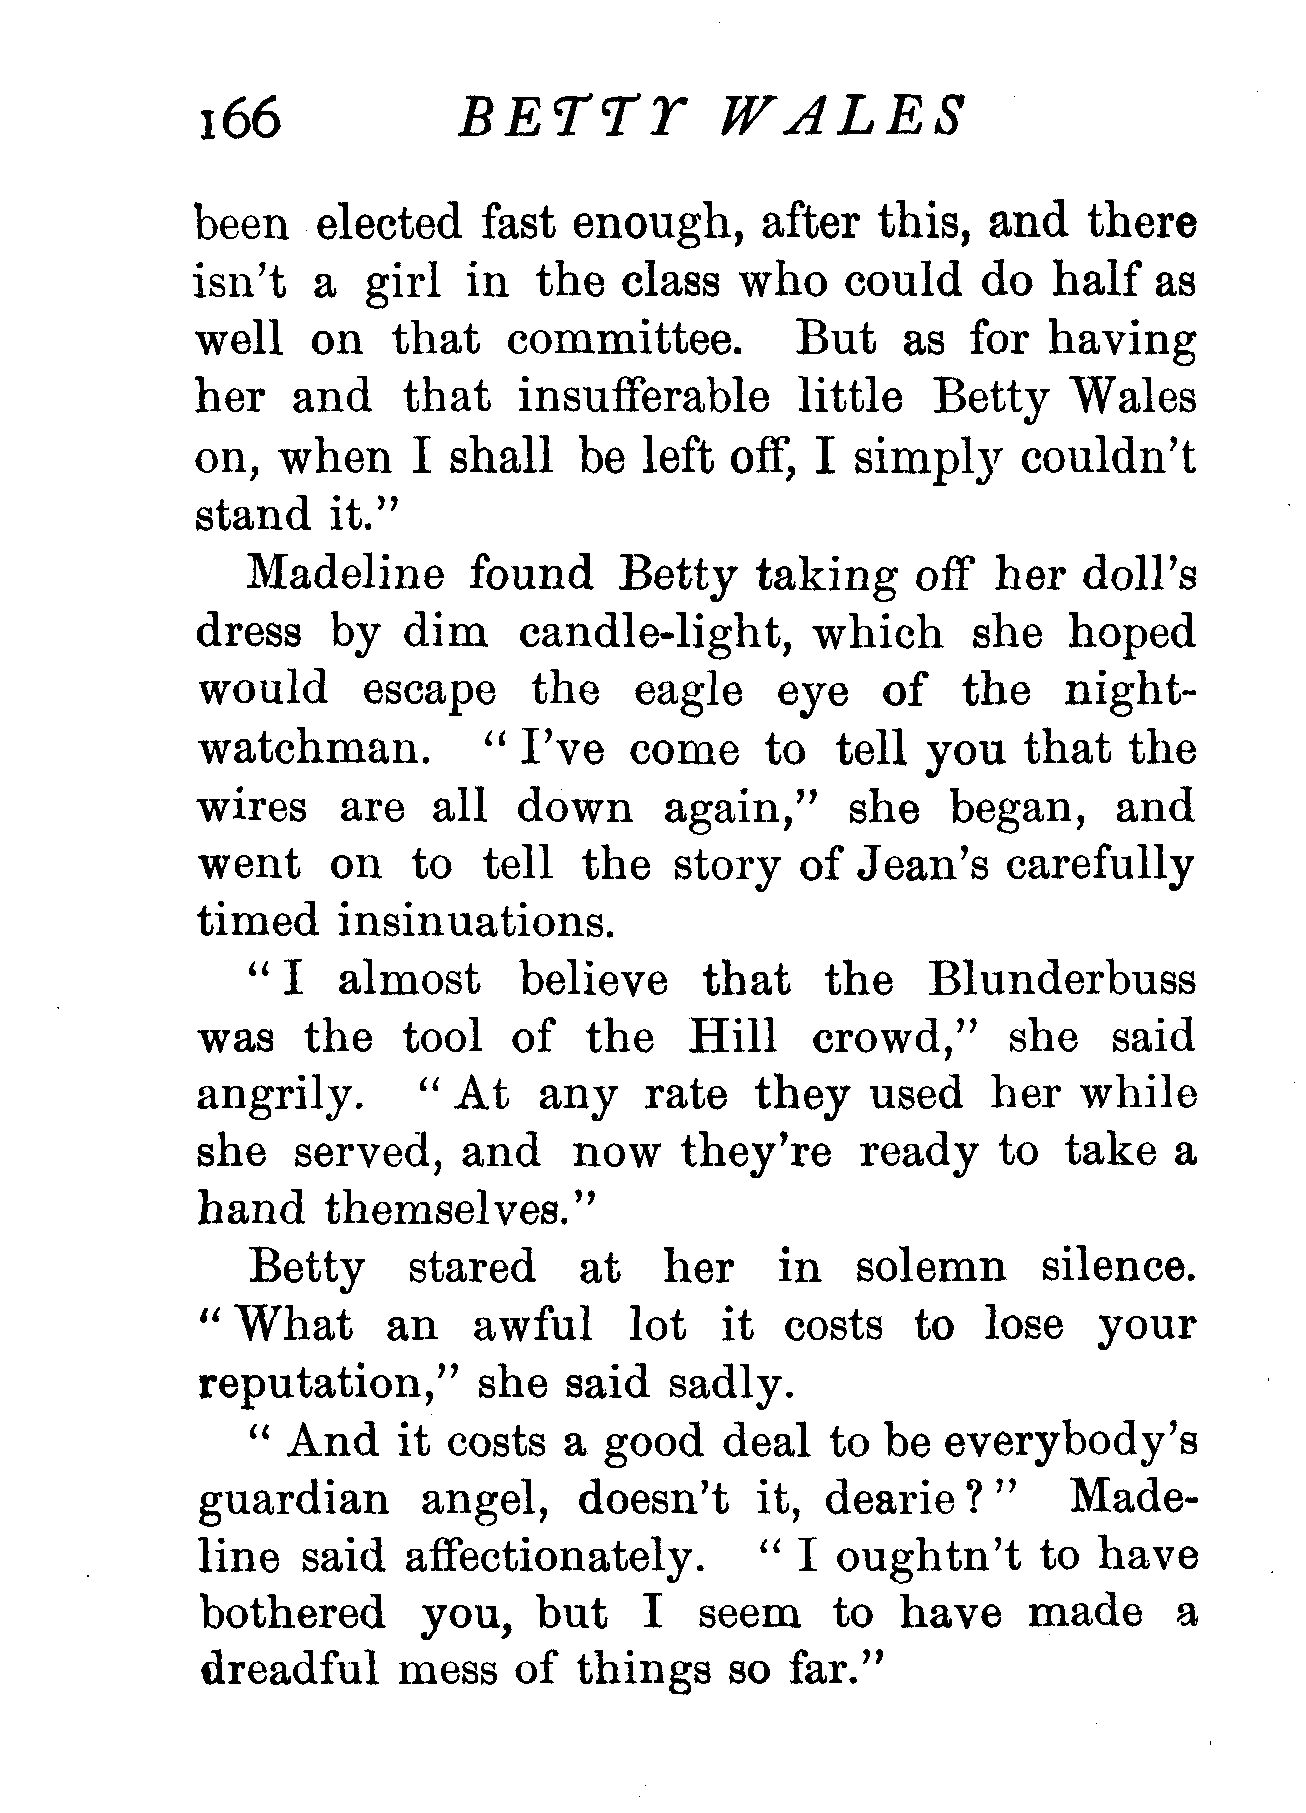 166 BETTY WALES
been elected fast enough, after this, and there
isn't a girl in the class who could do half as
well on that committee. But as for having
her and that insufferable little Betty Wales
on, when I shall be left off, I simply couldn't
stand it."
Madeline found Betty taking off her doll's
dress by dim candle-light, which she hoped
would escape the eagle eye of the night-
watchman. "I've come to tell you that the
wires are all down again," she began, and
went on to tell the story of Jean's carefully
timed insinuations.
"I almost believe that the Blunderbuss
was the tool of the Hill crowd," she said
angrily. "At any rate they used her while
she served, and now they're ready to take a
hand themselves."
Betty stared at her in solemn silence.
"What an awful lot it costs to lose your
reputation," she said sadly.
"And it costs a good deal to be everybody's
guardian angel, doesn't it, dearie?" Made-
line said affectionately. "I oughtn't to have
bothered you, but I seem to have made a
dreadful mess of things so far."